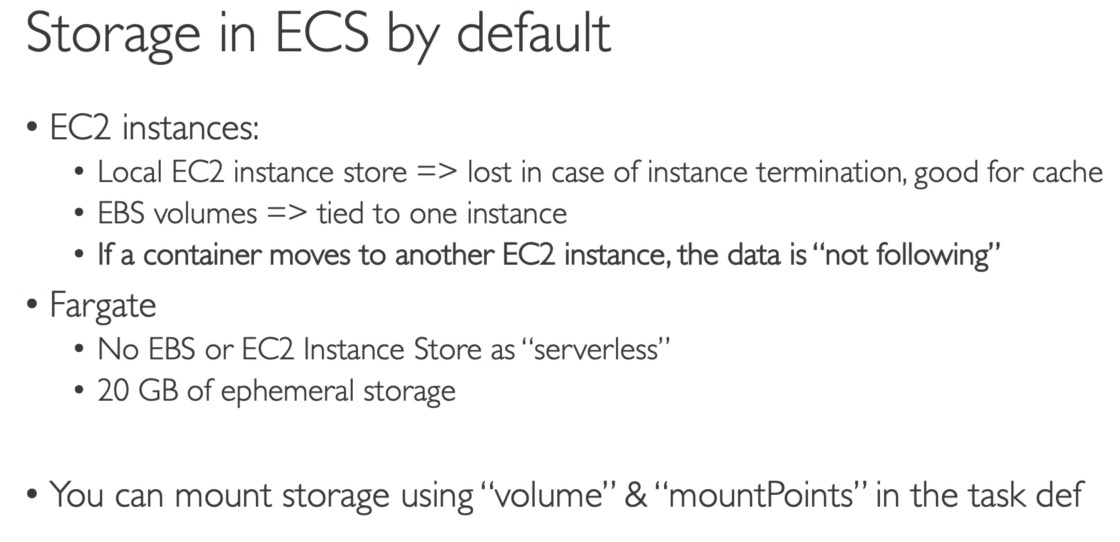 Storage in ECS by default
• EC2 instances:
• Local EC2 instance store => lost in case of instance termination, good for cache
• EBS volumes => tied to one instance
• If a container moves to another EC2 instance, the data is “not following”
• Fargate
• No EBS or EC2 Instance Store as “serverless”
• 20 GB of ephemeral storage
• You can mount storage using “volume” & “mountPoints” in the task def